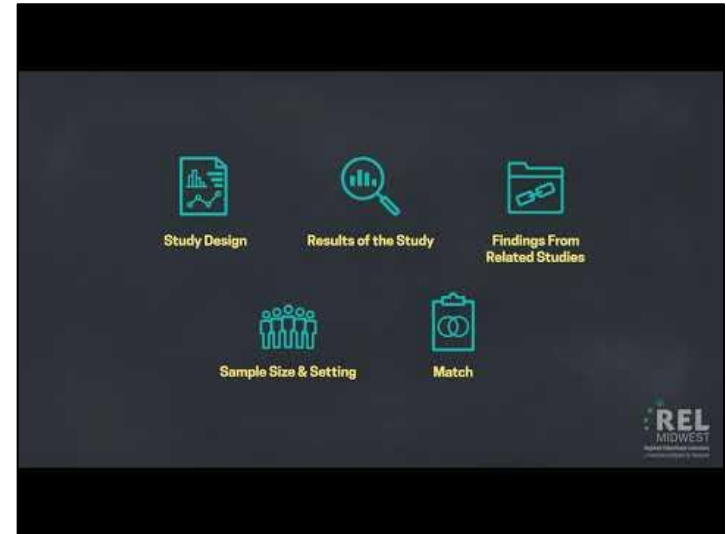 Study Design
Results of the Study
Findings From
Related Studies
Sample Size & Setting
Match
REL
MIDWEST